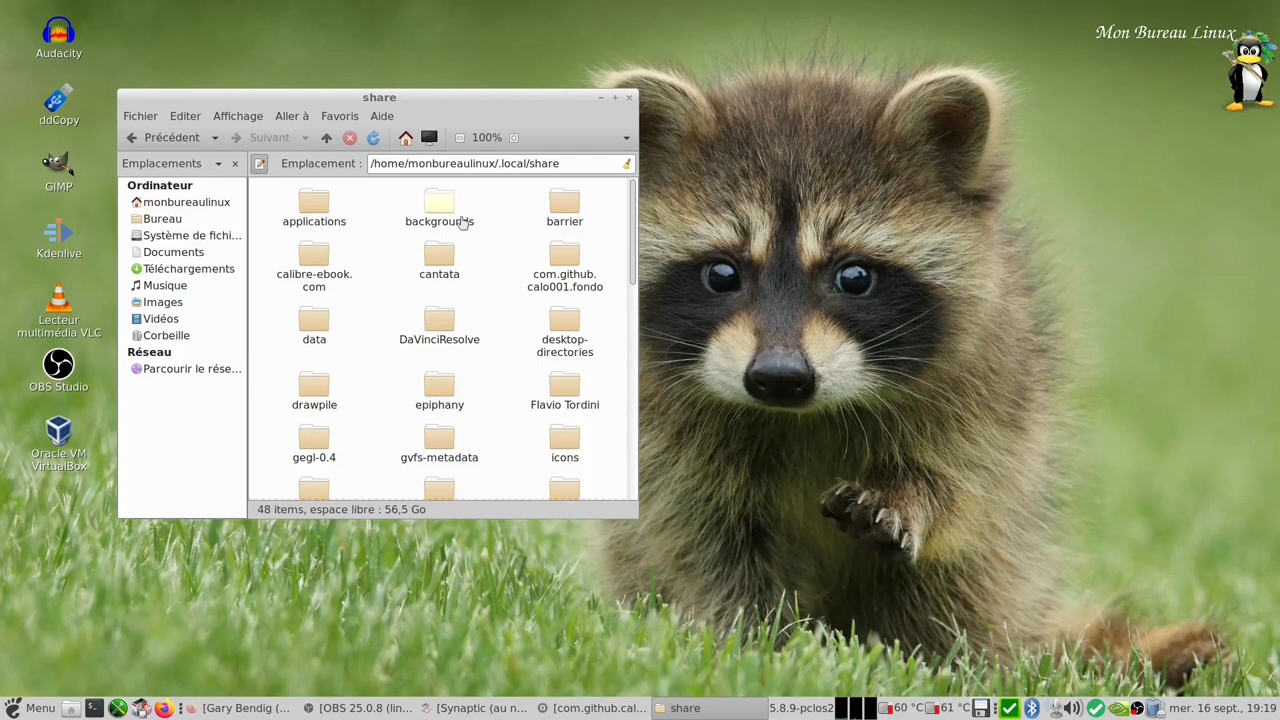 Mon Bureau Linux
Audacity
ddCopy
GIMP
Kdenlive
Lecteur
multimédia VLC
OBS Studio
Oracle VM
VirtualBox
share
Fichier Editer Affichage Aller à Favoris Aide
Précédent Suivant 100%
Emplacements Emplacement : /home/monbureaulinux/.local/share
Ordinateur
monbureaulinux
Bureau
Système de fichi...
Documents
Téléchargements
Musique
Images
Vidéos
Corbeille
Réseau
Parcourir le rése...
applications backgrounds barrier
calibre-ebook.
com
cantata
com.github.
calo001.fondo
data DaVinciResolve
desktop-
directories
drawpile epiphany Flavio Tordini
gegl-0.4 gvfs-metadata icons
48 items, espace libre : 56,5 Go
Menu [Gary Bendig [OBS 25.0.8 (lin... [Synaptic (au n... [com.github.cal... share 5.8.9-pclos2 60 °C 61 °C mer. 16 sept., 19:19